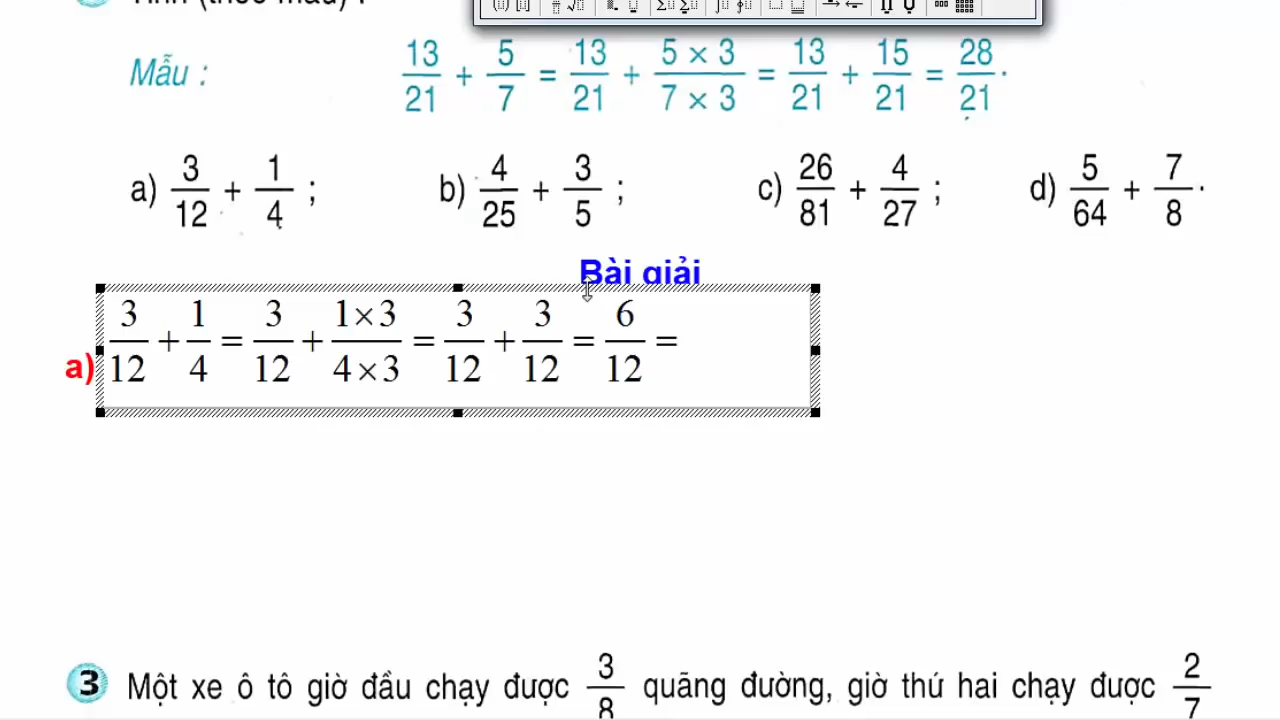 Tính (theo mẫu) :
Mẫu : 13/21 + 5/7 = 13/21 + 5 × 3/7 × 3 = 13/21 + 15/21 = 28/21.
a) 3/12 + 1/4 ; b) 4/25 + 3/5 ; c) 26/81 + 4/27 ; d) 5/64 + 7/8.
Bài giải
a) 3/12 + 1/4 = 3/12 + 1×3/4×3 = 3/12 + 3/12 = 6/12 =
3 Một xe ô tô giờ đầu chạy được 3/8 quãng đường, giờ thứ hai chạy được 2/7